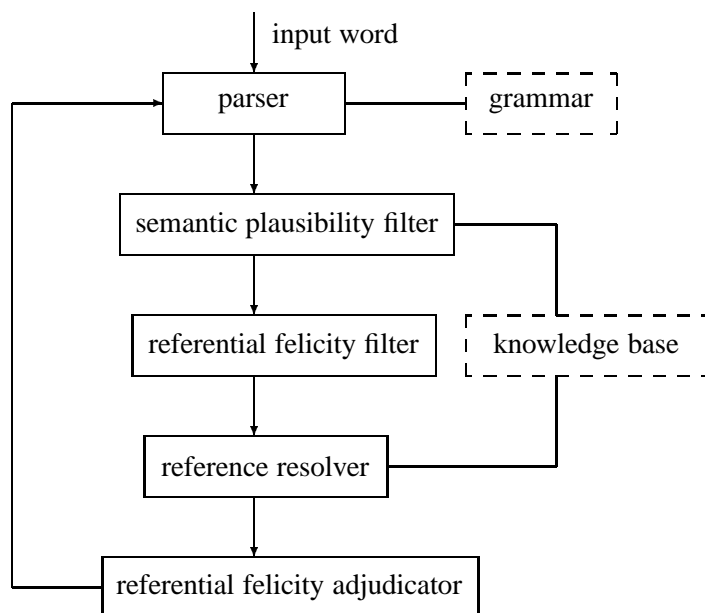 input word
parser
grammar
semantic plausibility filter
referential felicity filter
knowledge base
reference resolver
referential felicity adjudicator